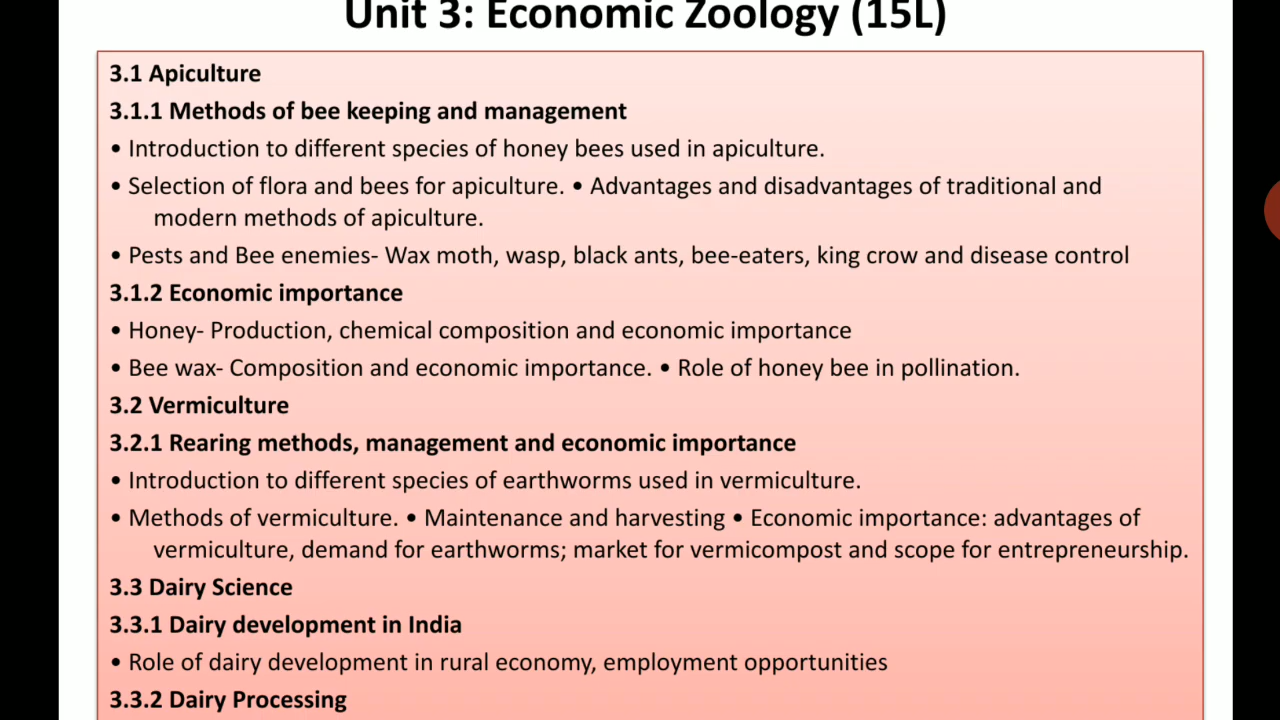 Unit 3: Economic Zoology (15L)
3.1 Apiculture
3.1.1 Methods of bee keeping and management
• Introduction to different species of honey bees used in apiculture.
• Selection of flora and bees for apiculture. • Advantages and disadvantages of traditional and
modern methods of apiculture.
• Pests and Bee enemies- Wax moth, wasp, black ants, bee-eaters, king crow and disease control
3.1.2 Economic importance
• Honey- Production, chemical composition and economic importance
• Bee wax- Composition and economic importance. • Role of honey bee in pollination.
3.2 Vermiculture
3.2.1 Rearing methods, management and economic importance
• Introduction to different species of earthworms used in vermiculture.
• Methods of vermiculture. • Maintenance and harvesting • Economic importance: advantages of
vermiculture, demand for earthworms; market for vermicompost and scope for entrepreneurship.
3.3 Dairy Science
3.3.1 Dairy development in India
• Role of dairy development in rural economy, employment opportunities
3.3.2 Dairy Processing